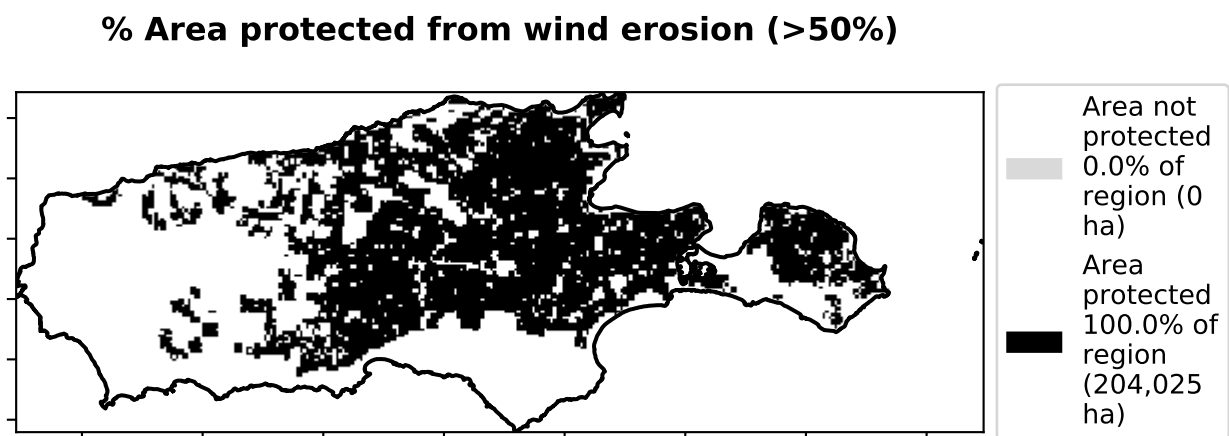 % Area protected from wind erosion (>50%)
Area not
protected
0.0% of
region (0
ha)
Area
protected
100.0% of
region
(204,025
ha)